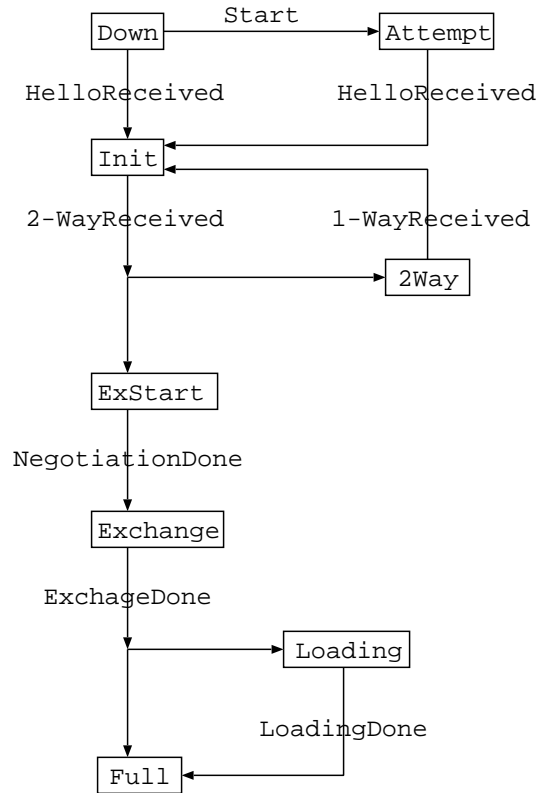 Start
Down
Attempt
HelloReceived
HelloReceived
Init
2-WayReceived
1-WayReceived
2Way
ExStart
NegotiationDone
Exchange
ExchageDone
Loading
LoadingDone
Full